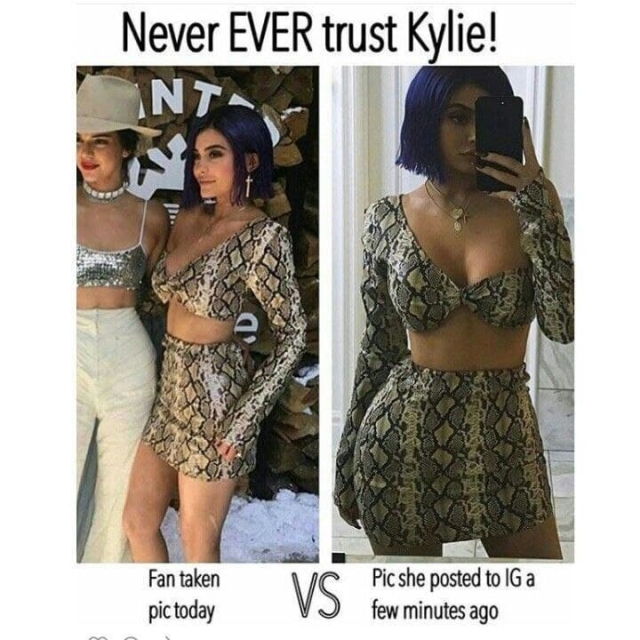 Never EVER trust Kylie!
NT
Fan taken
pic today
VS
Pic she posted to IG a
few minutes ago